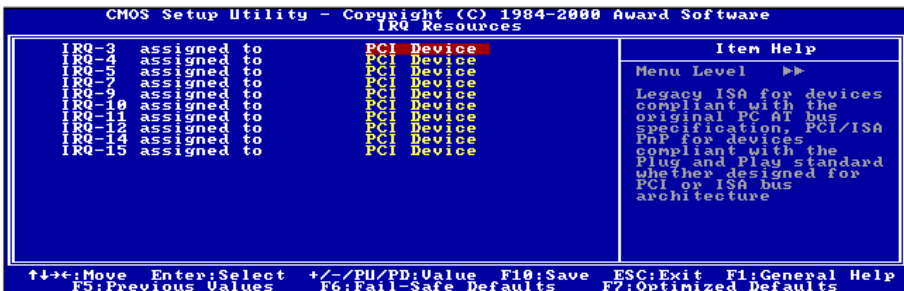 CMOS Setup Utility - Copyright (C) 1984-2000 Award Software
IRQ Resources
IRQ-3 assigned to PCI Device
IRQ-4 assigned to PCI Device
IRQ-5 assigned to PCI Device
IRQ-7 assigned to PCI Device
IRQ-9 assigned to PCI Device
IRQ-10 assigned to PCI Device
IRQ-11 assigned to PCI Device
IRQ-12 assigned to PCI Device
IRQ-14 assigned to PCI Device
IRQ-15 assigned to PCI Device
Item Help
Menu Level ▶▶
Legacy ISA for devices
compliant with the
original PC AT bus
specification, PCI/ISA
PnP for devices
compliant with the
Plug and Play standard
whether designed for
PCI or ISA bus
architecture
↑↓→←:Move Enter:Select +/-/PU/PD:Value F10:Save ESC:Exit F1:General Help
F5:Previous Values F6:Fail-Safe Defaults F7:Optimized Defaults